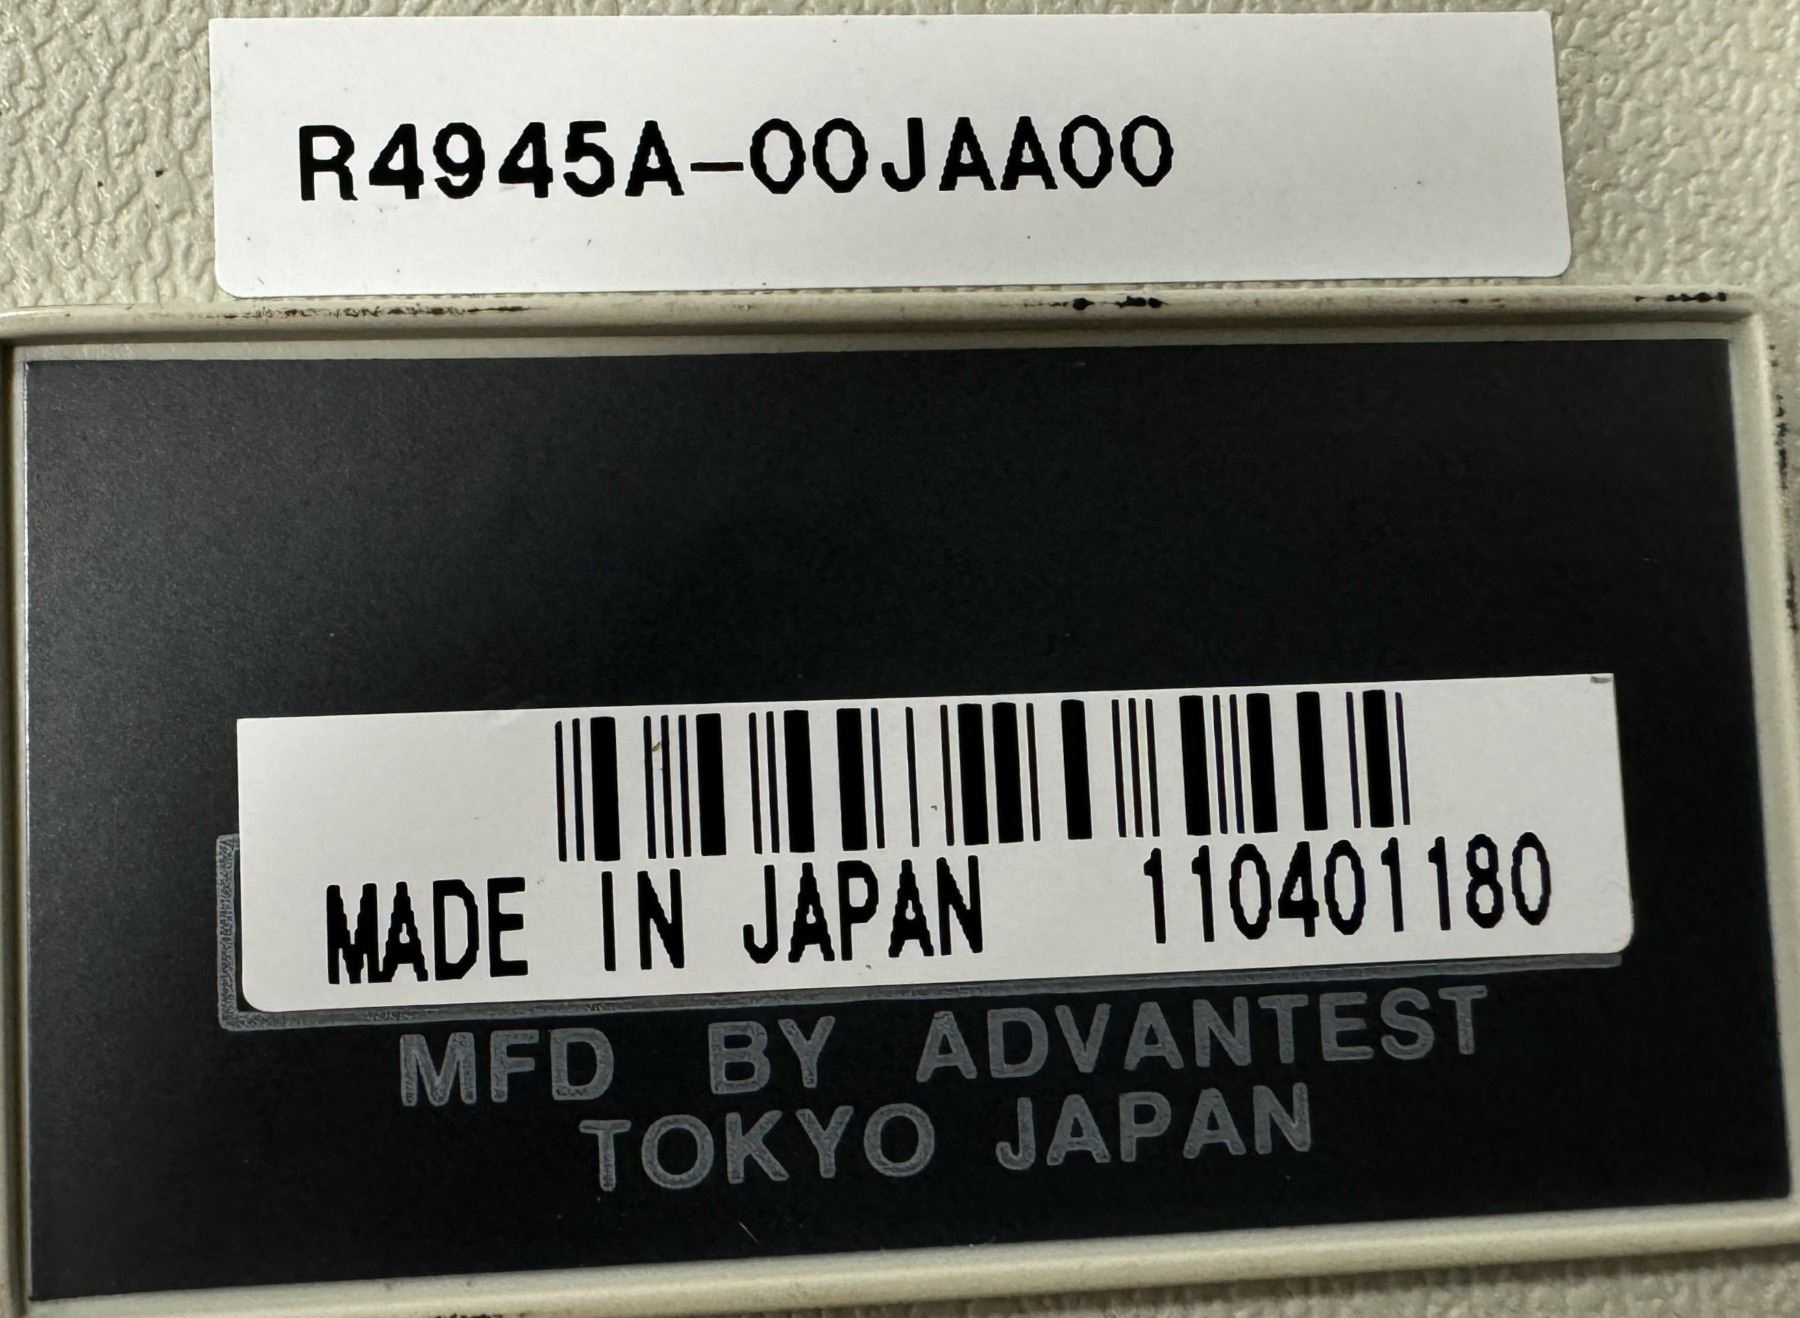 R4945A-00JAA00
MADE IN JAPAN 110401180
MFD BY ADVANTEST
TOKYO JAPAN